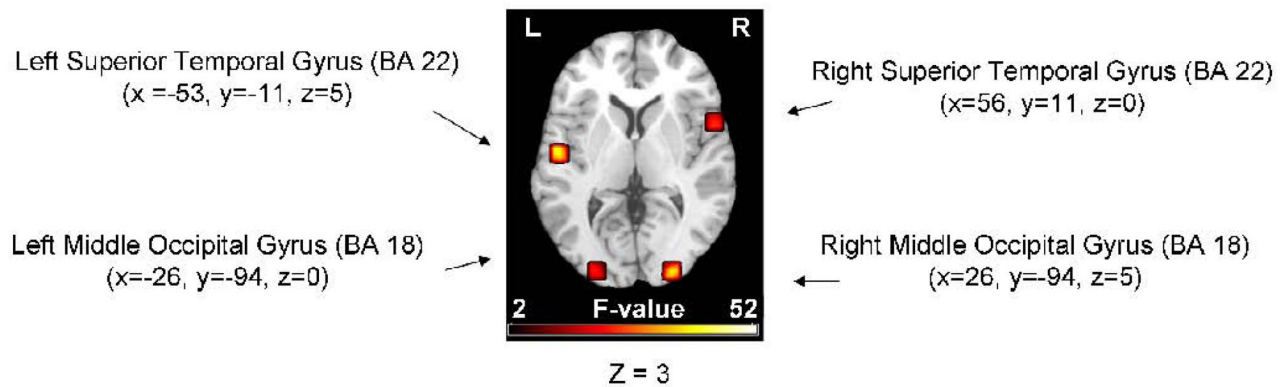 L R
Left Superior Temporal Gyrus (BA 22)
(x =-53, y=-11, z=5)
Right Superior Temporal Gyrus (BA 22)
(x=56, y=11, z=0)
Left Middle Occipital Gyrus (BA 18)
(x=-26, y=-94, z=0)
Right Middle Occipital Gyrus (BA 18)
(x=26, y=-94, z=5)
2 F-value 52
Z = 3